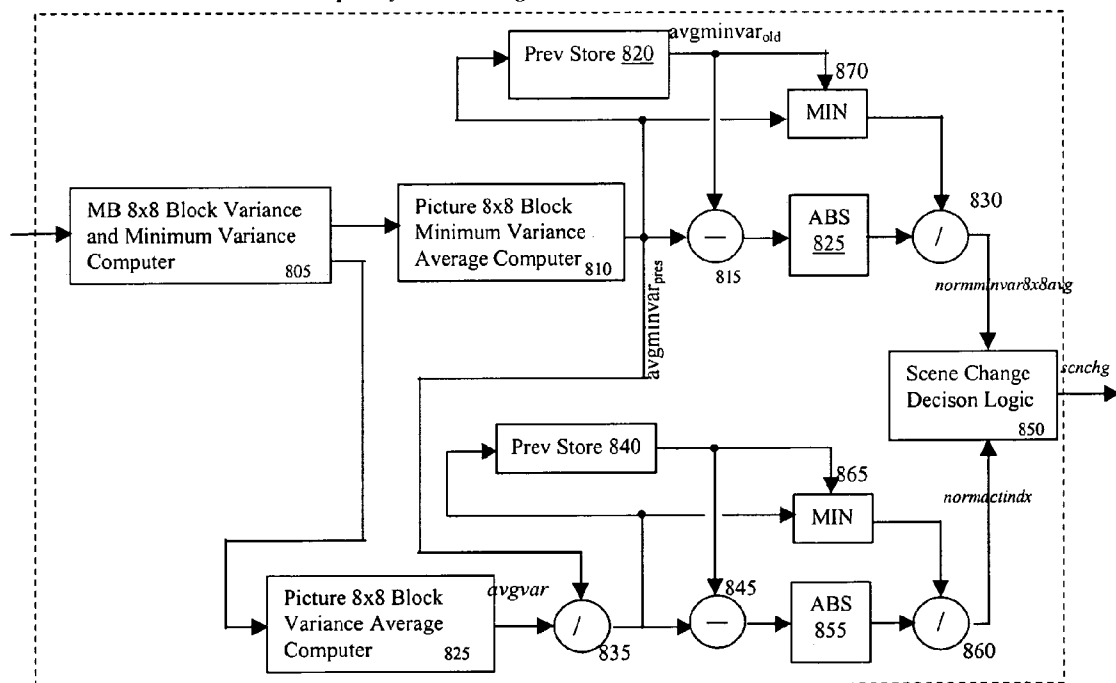 avgminvar_old
Prev Store 820
870
MIN
MB 8x8 Block Variance
and Minimum Variance
Computer 805
Picture 8x8 Block
Minimum Variance
Average Computer 810
—
815
ABS
825
/
830
normminvar8x8avg
avgminvar_pres
Scene Change
Decison Logic
850
scnchg
Prev Store 840
865
MIN
normactindx
Picture 8x8 Block
Variance Average
Computer 825
avgvar
/
835
—
845
ABS
855
/
860